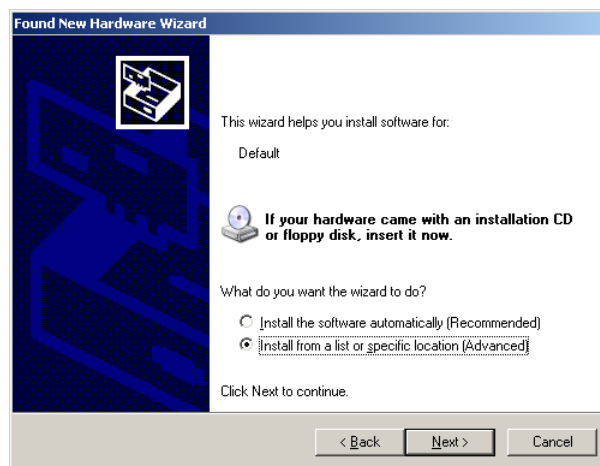 Found New Hardware Wizard
This wizard helps you install software for:
Default
If your hardware came with an installation CD
or floppy disk, insert it now.
What do you want the wizard to do?
Install the software automatically (Recommended)
Install from a list or specific location (Advanced)
Click Next to continue.
< Back Next > Cancel